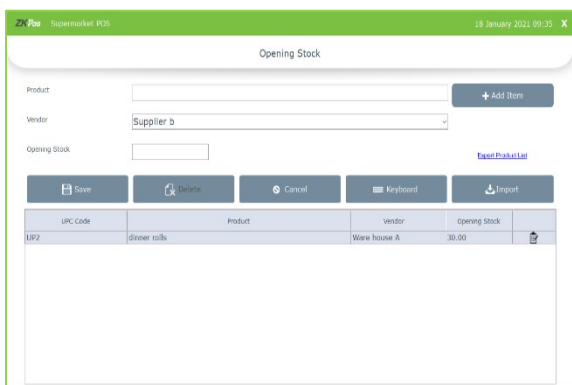 ZKPos Supermarket POS 18 January 2021 09:35 X
Opening Stock
Product
+ Add Item
Vendor Supplier b
Opening Stock
Export Product List
Save Delete Cancel Keyboard Import
UPC Code Product Vendor Opening Stock
UP2 dinner rolls Ware house A 30.00